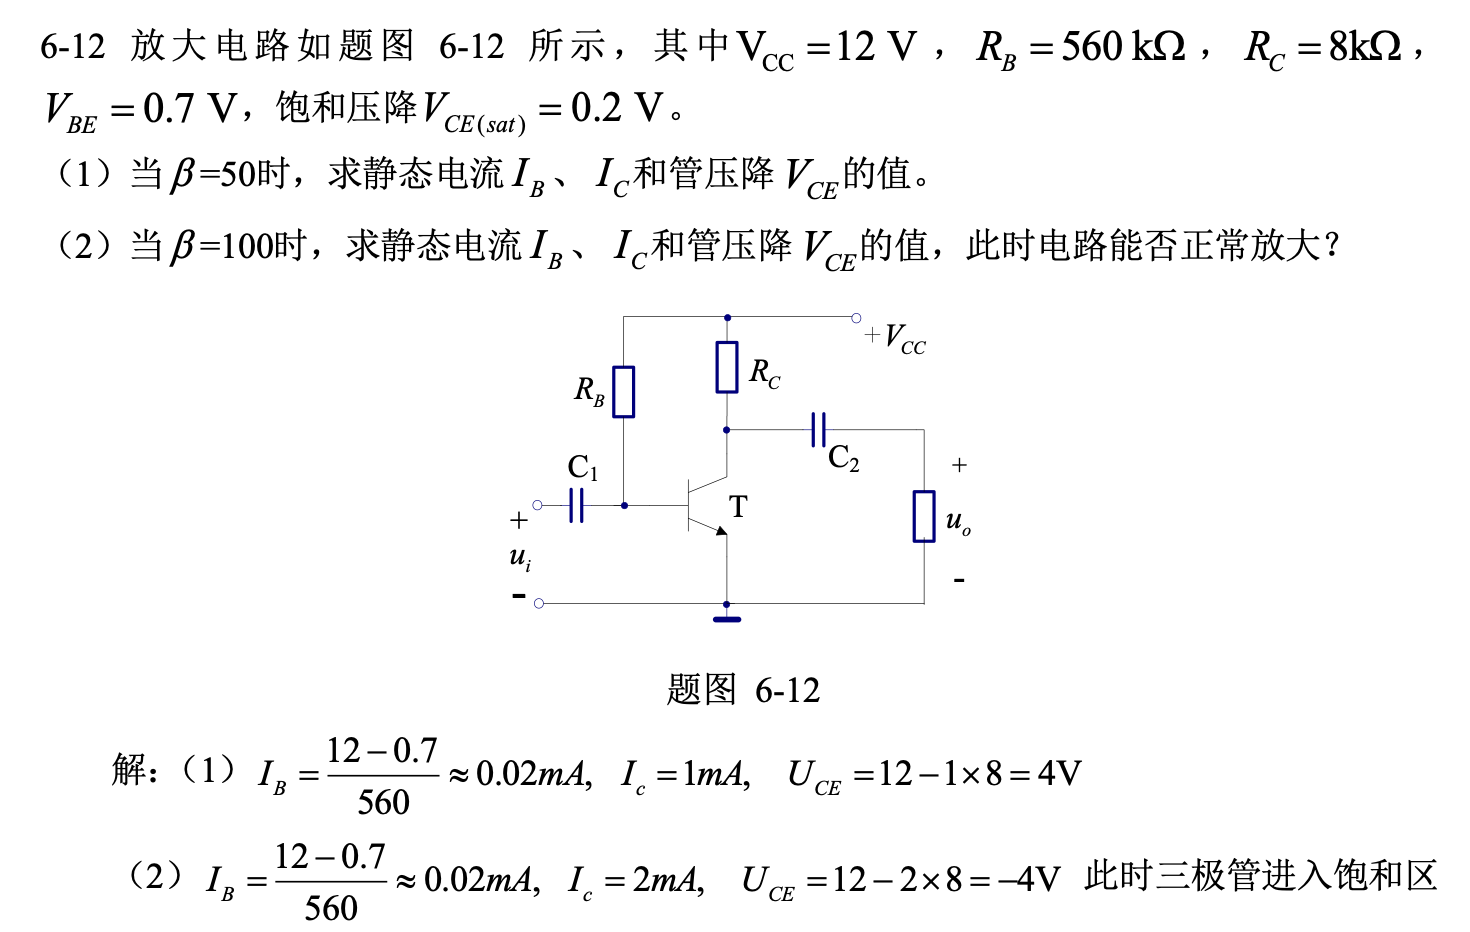 6-12 放大电路如题图 6-12 所示，其中V_CC =12 V，R_B = 560 kΩ，R_C = 8kΩ，
V_BE = 0.7 V，饱和压降V_CE(sat) = 0.2 V。
（1）当β=50时，求静态电流I_B、I_C和管压降V_CE的值。
（2）当β=100时，求静态电流I_B、I_C和管压降V_CE的值，此时电路能否正常放大？
+V_CC
R_C
R_B
C_2
C_1
+
T
+
u_o
u_i
-
-
题图 6-12
解：（1）I_B = (12-0.7)/560 ≈ 0.02mA, I_c = 1mA, U_CE = 12-1×8 = 4V
（2）I_B = (12-0.7)/560 ≈ 0.02mA, I_c = 2mA, U_CE = 12-2×8 = -4V 此时三极管进入饱和区